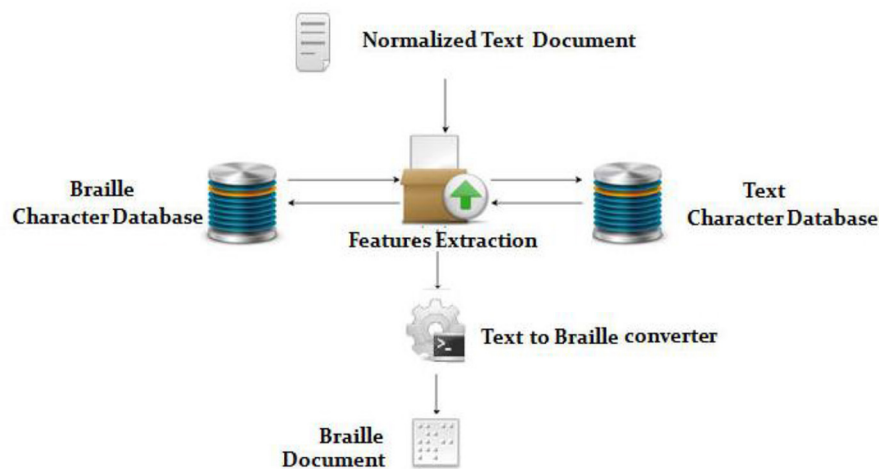 Normalized Text Document
Braille
Character Database
Text
Character Database
Features Extraction
>_
Text to Braille converter
Braille
Document